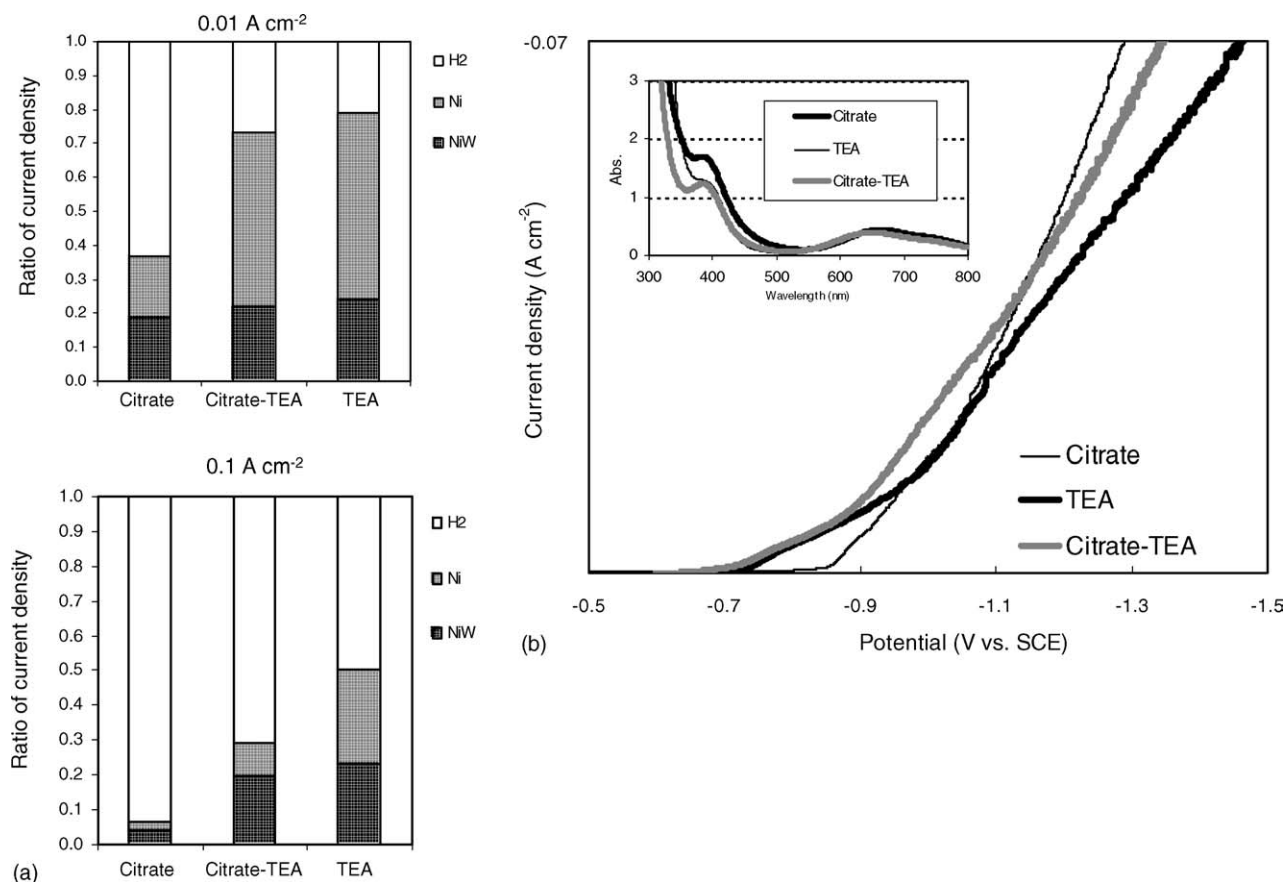 0.01 A cm-2
1.0
0.9
0.8
0.7
0.6
0.5
0.4
0.3
0.2
0.1
0.0
Ratio of current density
Citrate Citrate-TEA TEA
H2
Ni
NiW
0.1 A cm-2
1.0
0.9
0.8
0.7
0.6
0.5
0.4
0.3
0.2
0.1
0.0
Ratio of current density
Citrate Citrate-TEA TEA
H2
Ni
NiW
(a)
-0.07
Current density (A cm-2)
3
2
1
0
Abs.
300 400 500 600 700 800
Wavelength (nm)
Citrate
TEA
Citrate-TEA
Citrate
TEA
Citrate-TEA
-0.5 -0.7 -0.9 -1.1 -1.3 -1.5
(b)
Potential (V vs. SCE)